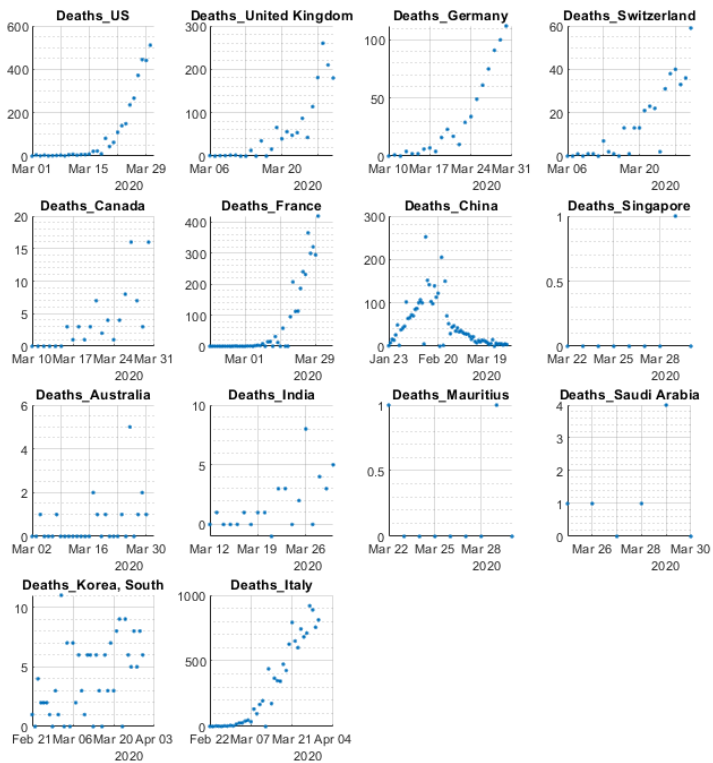 Deaths_US
600
400
200
0
Mar 01 Mar 15 Mar 29
2020
Deaths_United Kingdom
300
200
100
0
Mar 06 Mar 20
2020
Deaths_Germany
100
50
0
Mar 10 Mar 17 Mar 24 Mar 31
2020
Deaths_Switzerland
60
40
20
0
Mar 06 Mar 20
2020
Deaths_Canada
20
15
10
5
0
Mar 10 Mar 17 Mar 24 Mar 31
2020
Deaths_France
400
300
200
100
0
Mar 01 Mar 29
2020
Deaths_China
300
200
100
0
Jan 23 Feb 20 Mar 19
2020
Deaths_Singapore
1
0.5
0
Mar 22 Mar 25 Mar 28
2020
Deaths_Australia
6
4
2
0
Mar 02 Mar 16 Mar 30
2020
Deaths_India
10
5
0
Mar 12 Mar 19 Mar 26
2020
Deaths_Mauritius
1
0.5
0
Mar 22 Mar 25 Mar 28
2020
Deaths_Saudi Arabia
4
3
2
1
0
Mar 26 Mar 28 Mar 30
2020
Deaths_Korea, South
10
5
0
Feb 21 Mar 06 Mar 20 Apr 03
2020
Deaths_Italy
1000
500
0
Feb 22 Mar 07 Mar 21 Apr 04
2020